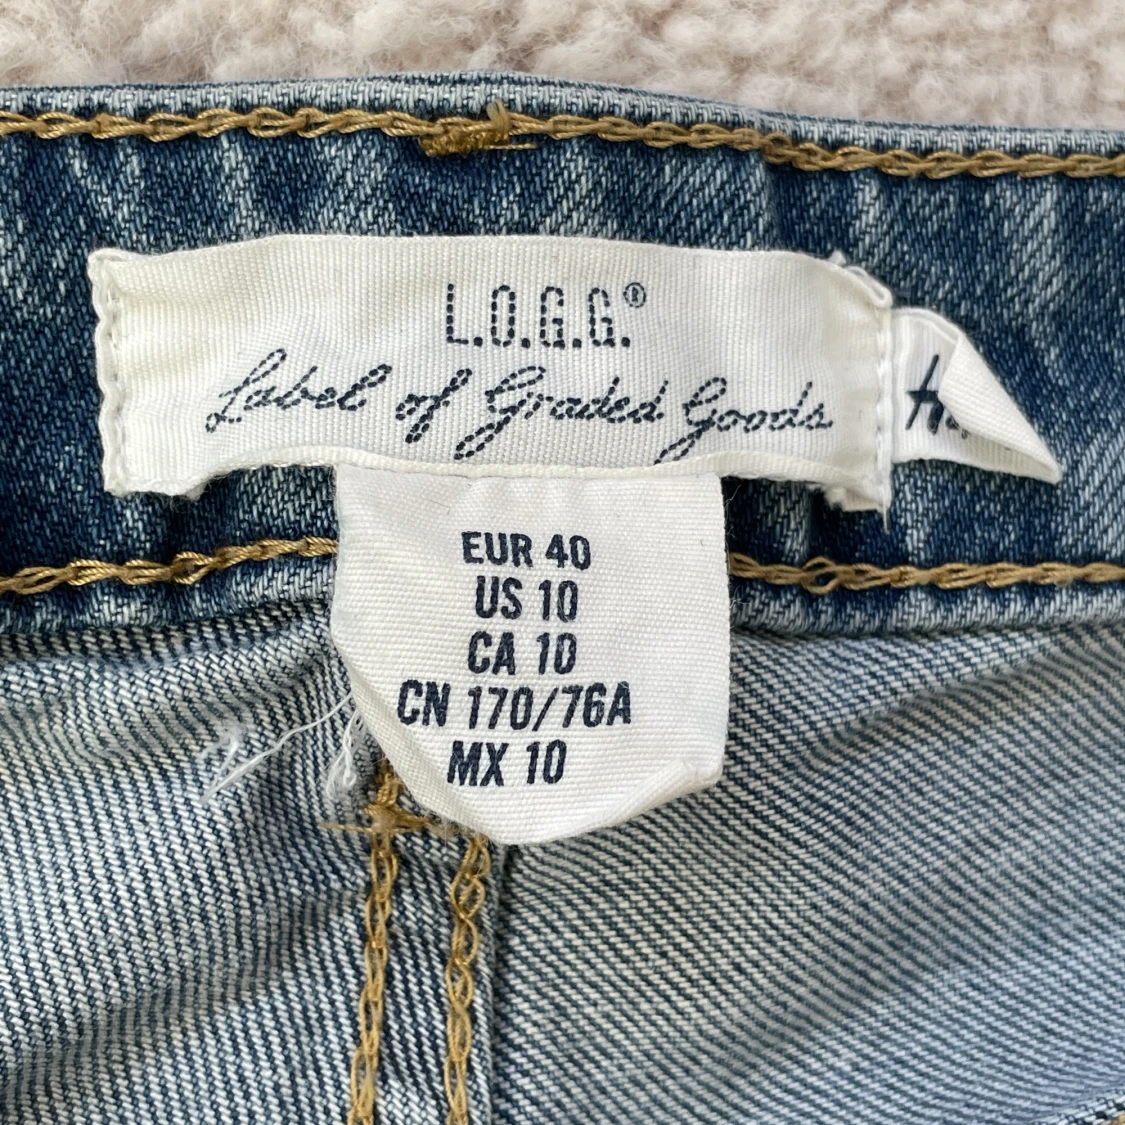 L.O.G.G.®
Label of Graded Goods
EUR 40
US 10
CA 10
CN 170/76A
MX 10